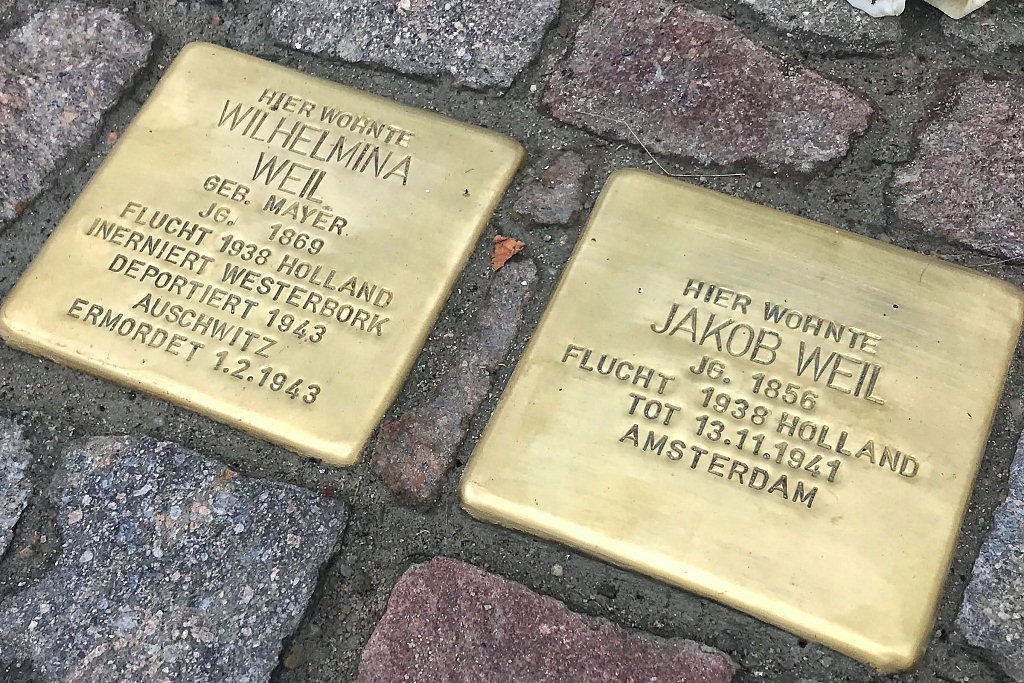 HIER WOHNTE
WILHELMINA
WEIL
GEB. MAYER
JG. 1869
FLUCHT 1938 HOLLAND
INERNIERT WESTERBORK
DEPORTIERT 1943
AUSCHWITZ
ERMORDET 1.2.1943
HIER WOHNTE
JAKOB WEIL
JG. 1856
FLUCHT 1938 HOLLAND
TOT 13.11.1941
AMSTERDAM